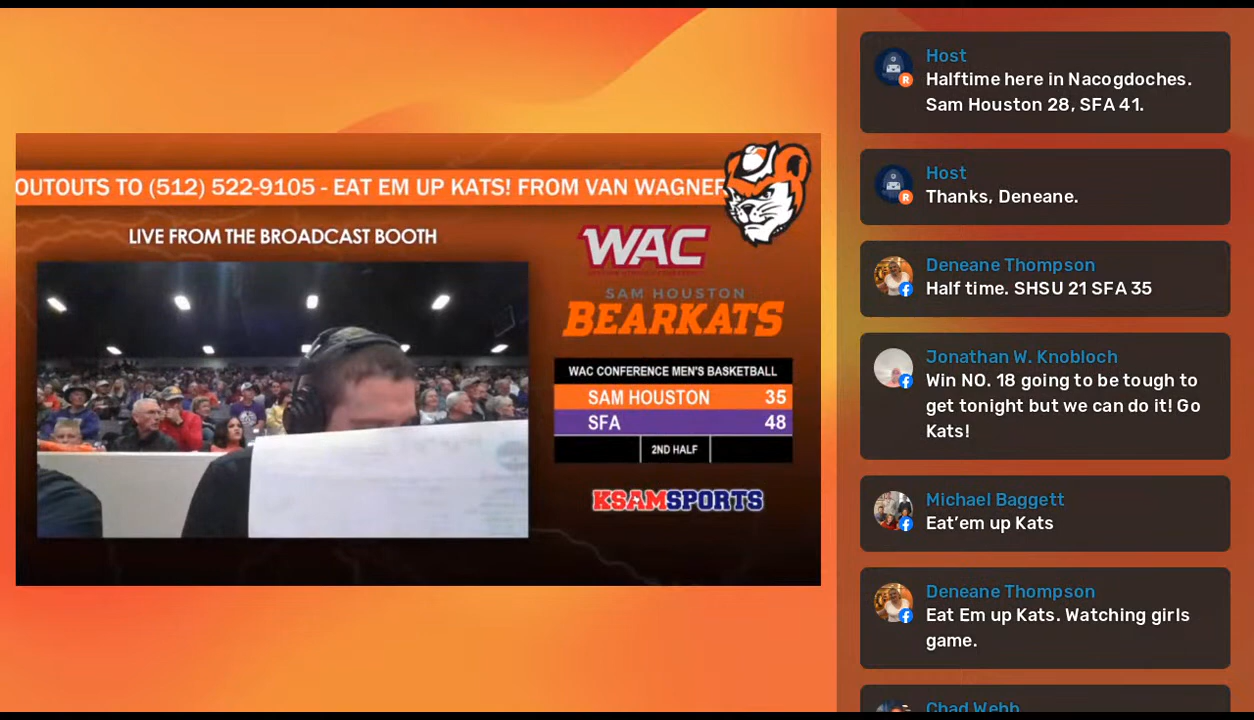 OUTOUTS TO (512) 522-9105 - EAT EM UP KATS! FROM VAN WAGNER
LIVE FROM THE BROADCAST BOOTH
WAC
SAM HOUSTON
BEARKATS
WAC CONFERENCE MEN'S BASKETBALL
SAM HOUSTON 35
SFA 48
2ND HALF
KSAMSPORTS
Host
Halftime here in Nacogdoches.
Sam Houston 28, SFA 41.
Host
Thanks, Deneane.
Deneane Thompson
Half time. SHSU 21 SFA 35
Jonathan W. Knobloch
Win NO. 18 going to be tough to
get tonight but we can do it! Go
Kats!
Michael Baggett
Eat’em up Kats
Deneane Thompson
Eat Em up Kats. Watching girls
game.
Chad Webb